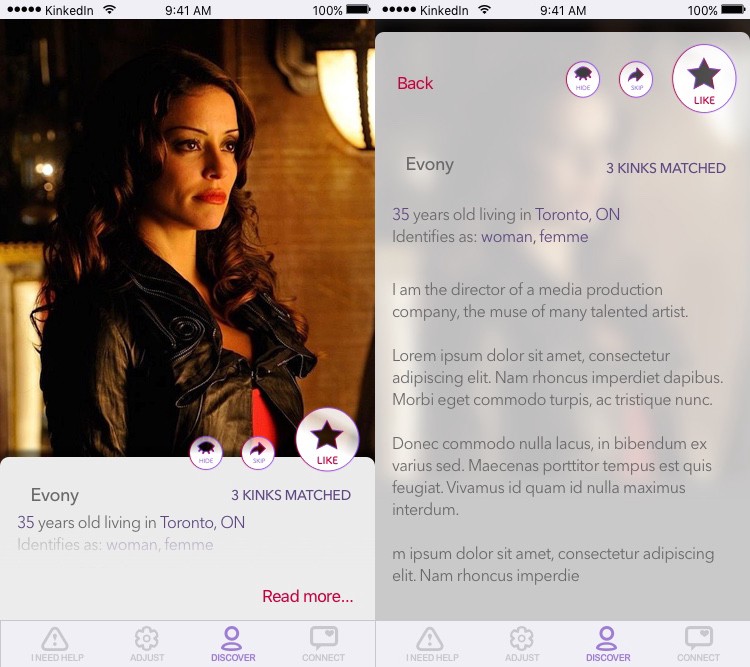 KinkedIn 9:41 AM 100%
HIDE SKIP LIKE
Evony 3 KINKS MATCHED
35 years old living in Toronto, ON
Identifies as: woman, femme
Read more...
I NEED HELP ADJUST DISCOVER CONNECT
KinkedIn 9:41 AM 100%
Back HIDE SKIP LIKE
Evony 3 KINKS MATCHED
35 years old living in Toronto, ON
Identifies as: woman, femme
I am the director of a media production
company, the muse of many talented artist.
Lorem ipsum dolor sit amet, consectetur
adipiscing elit. Nam rhoncus imperdiet dapibus.
Morbi eget commodo turpis, ac tristique nunc.
Donec commodo nulla lacus, in bibendum ex
varius sed. Maecenas porttitor tempus est quis
feugiat. Vivamus id quam id nulla maximus
interdum.
m ipsum dolor sit amet, consectetur adipiscing
elit. Nam rhoncus imperdie
I NEED HELP ADJUST DISCOVER CONNECT